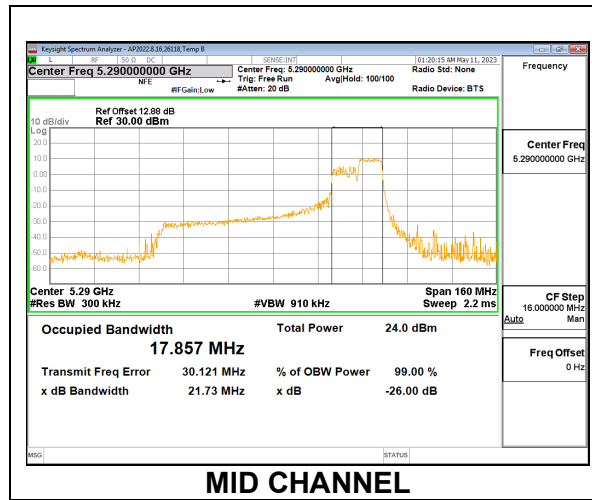 Keysight Spectrum Analyzer - AP2022.8.16,26118,Temp B
L RF 50 Ω DC SENSE:INT 01:20:15 AM May 11, 2023
Center Freq 5.290000000 GHz
NFE
#IFGain:Low
Center Freq: 5.290000000 GHz
Trig: Free Run Avg|Hold: 100/100
#Atten: 20 dB
Radio Std: None
Radio Device: BTS
Frequency
Ref Offset 12.88 dB
10 dB/div Ref 30.00 dBm
Log
20.0
10.0
0.00
-10.0
-20.0
-30.0
-40.0
-50.0
-60.0
Center Freq
5.290000000 GHz
Center 5.29 GHz Span 160 MHz
#Res BW 300 kHz #VBW 910 kHz Sweep 2.2 ms
CF Step
16.000000 MHz
Auto Man
Occupied Bandwidth Total Power 24.0 dBm
17.857 MHz
Transmit Freq Error 30.121 MHz % of OBW Power 99.00 %
x dB Bandwidth 21.73 MHz x dB -26.00 dB
Freq Offset
0 Hz
MSG STATUS
MID CHANNEL